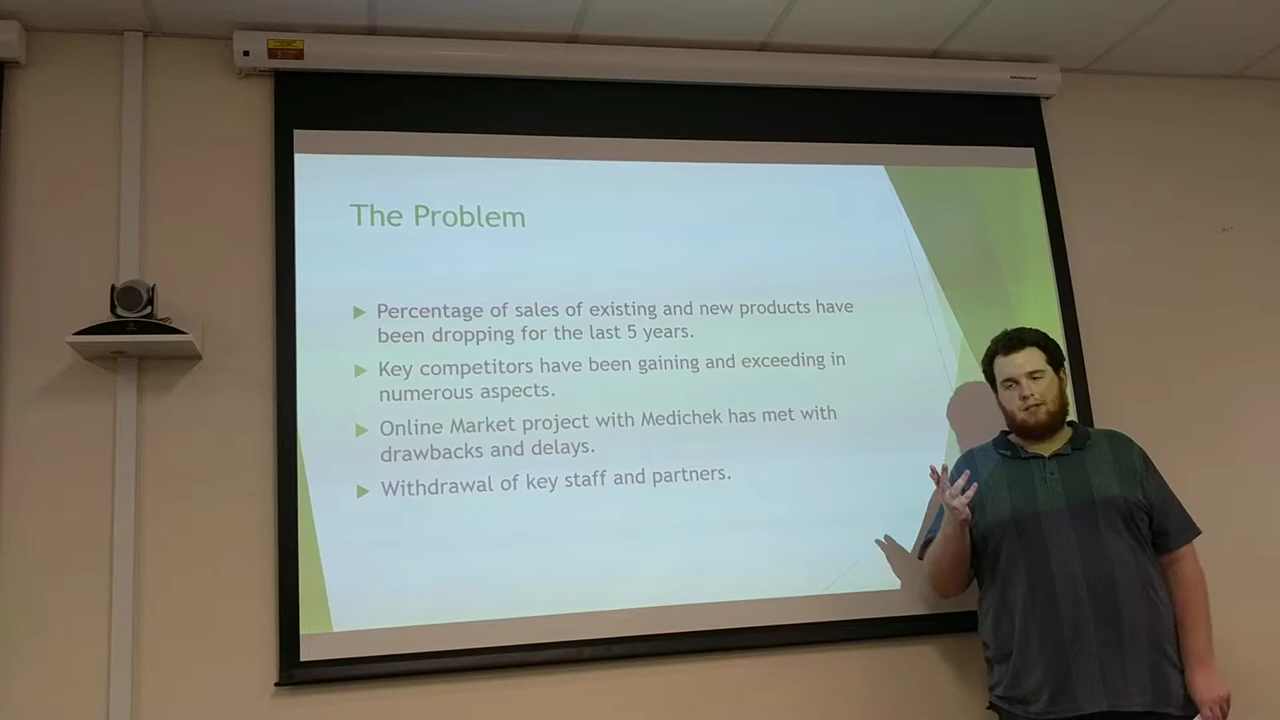 The Problem
Percentage of sales of existing and new products have
been dropping for the last 5 years.
Key competitors have been gaining and exceeding in
numerous aspects.
Online Market project with Medichek has met with
drawbacks and delays.
Withdrawal of key staff and partners.